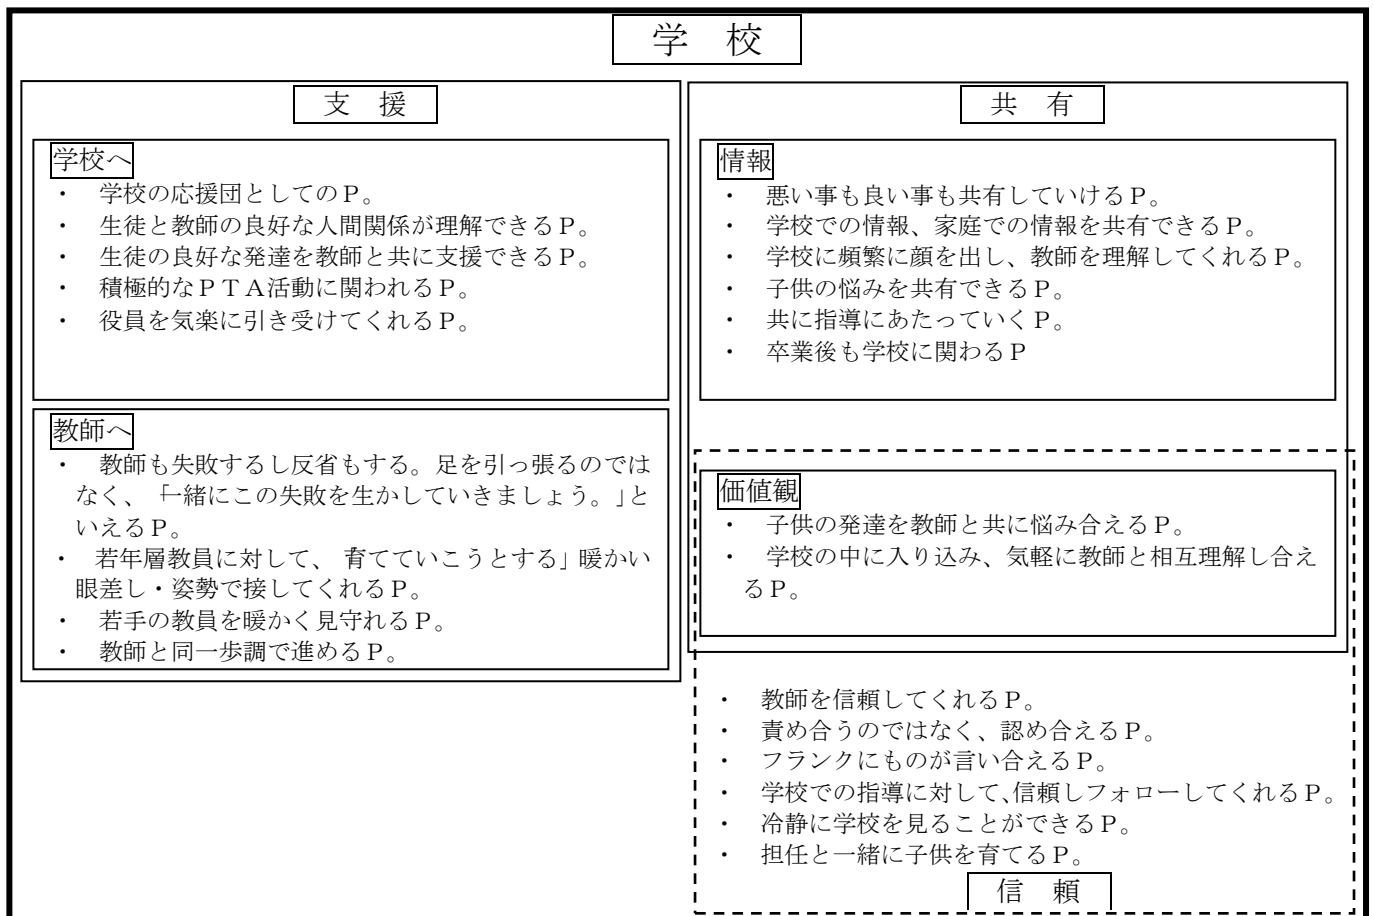 学　校
支　援
学校へ
・　学校の応援団としてのＰ。
・　生徒と教師の良好な人間関係が理解できるＰ。
・　生徒の良好な発達を教師と共に支援できるＰ。
・　積極的なＰＴＡ活動に関われるＰ。
・　役員を気楽に引き受けてくれるＰ。
教師へ
・　教師も失敗するし反省もする。足を引っ張るのでは
なく、「一緒にこの失敗を生かしていきましょう。」と
いえるＰ。
・　若年層教員に対して、 育てていこうとする」暖かい
眼差し・姿勢で接してくれるＰ。
・　若手の教員を暖かく見守れるＰ。
・　教師と同一歩調で進めるＰ。
共　有
情報
・　悪い事も良い事も共有していけるＰ。
・　学校での情報、家庭での情報を共有できるＰ。
・　学校に頻繁に顔を出し、教師を理解してくれるＰ。
・　子供の悩みを共有できるＰ。
・　共に指導にあたっていくＰ。
・　卒業後も学校に関わるＰ
価値観
・　子供の発達を教師と共に悩み合えるＰ。
・　学校の中に入り込み、気軽に教師と相互理解し合え
るＰ。
・　教師を信頼してくれるＰ。
・　責め合うのではなく、認め合えるＰ。
・　フランクにものが言い合えるＰ。
・　学校での指導に対して、信頼しフォローしてくれるＰ。
・　冷静に学校を見ることができるＰ。
・　担任と一緒に子供を育てるＰ。
信　頼